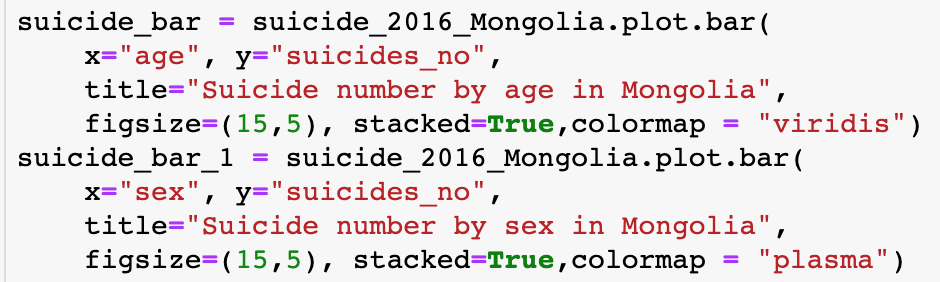 suicide_bar = suicide_2016_Mongolia.plot.bar(
    x="age", y="suicides_no",
    title="Suicide number by age in Mongolia",
    figsize=(15,5), stacked=True,colormap = "viridis")
suicide_bar_1 = suicide_2016_Mongolia.plot.bar(
    x="sex", y="suicides_no",
    title="Suicide number by sex in Mongolia",
    figsize=(15,5), stacked=True,colormap = "plasma")